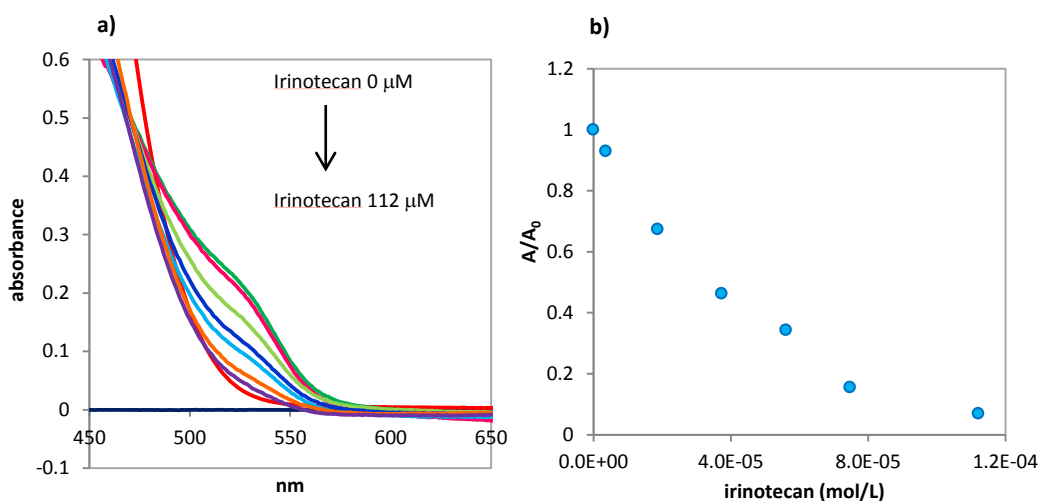 a)
0.6
0.5
0.4
0.3
0.2
0.1
0
-0.1
450
500
550
600
650
absorbance
nm
Irinotecan 0 μM
Irinotecan 112 μM
b)
1.2
1
0.8
0.6
0.4
0.2
0
0.0E+00
4.0E-05
8.0E-05
1.2E-04
A/A₀
irinotecan (mol/L)